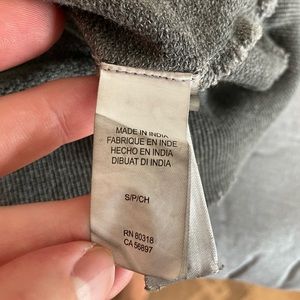 MADE IN INDIA
FABRIQUE EN INDE
HECHO EN INDIA
DIBUAT DI INDIA
S/P/CH
RN 80318
CA 56897